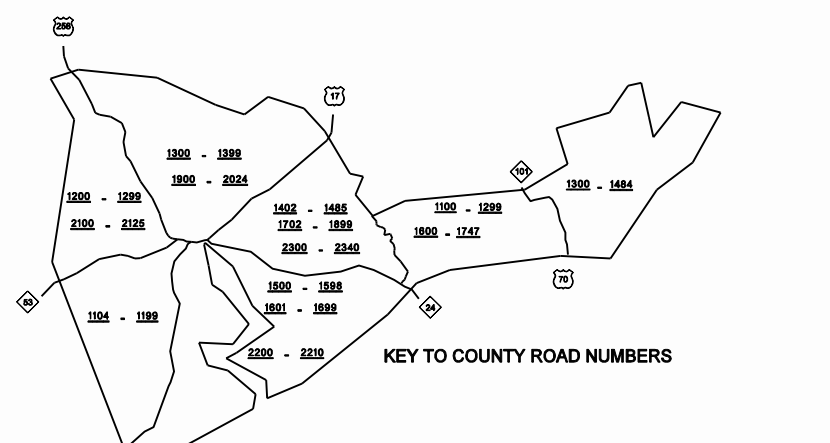 258
17
1300 - 1399
1900 - 2024
101
1300 - 1484
1200 - 1299
2100 - 2125
1402 - 1485
1702 - 1899
2300 - 2340
1100 - 1299
1600 - 1747
70
53
24
1500 - 1598
1601 - 1699
1104 - 1199
2200 - 2210
KEY TO COUNTY ROAD NUMBERS